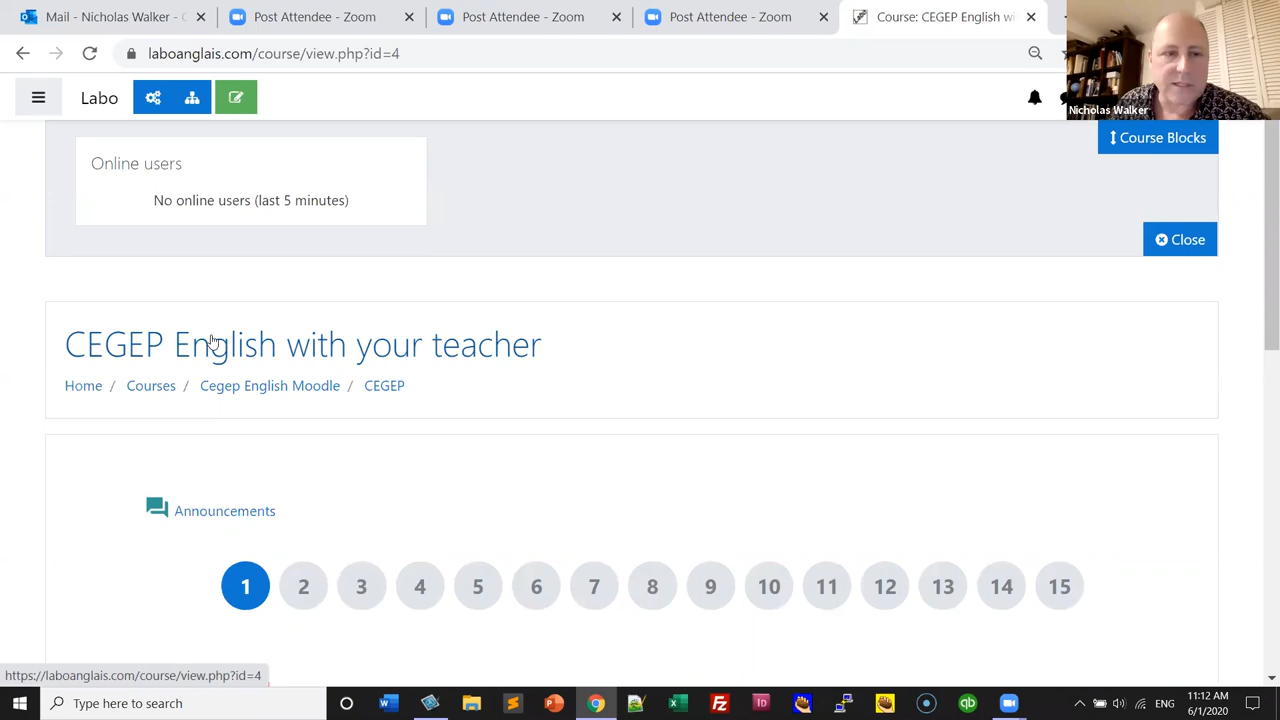 Mail - Nicholas Walker - O
Post Attendee - Zoom
Post Attendee - Zoom
Post Attendee - Zoom
Course: CEGEP English with
laboanglais.com/course/view.php?id=4
Nicholas Walker
Labo
Course Blocks
Online users
No online users (last 5 minutes)
Close
CEGEP English with your teacher
Home / Courses / Cegep English Moodle / CEGEP
Announcements
1 2 3 4 5 6 7 8 9 10 11 12 13 14 15
https://laboanglais.com/course/view.php?id=4
Type here to search
ENG
11:12 AM
6/1/2020